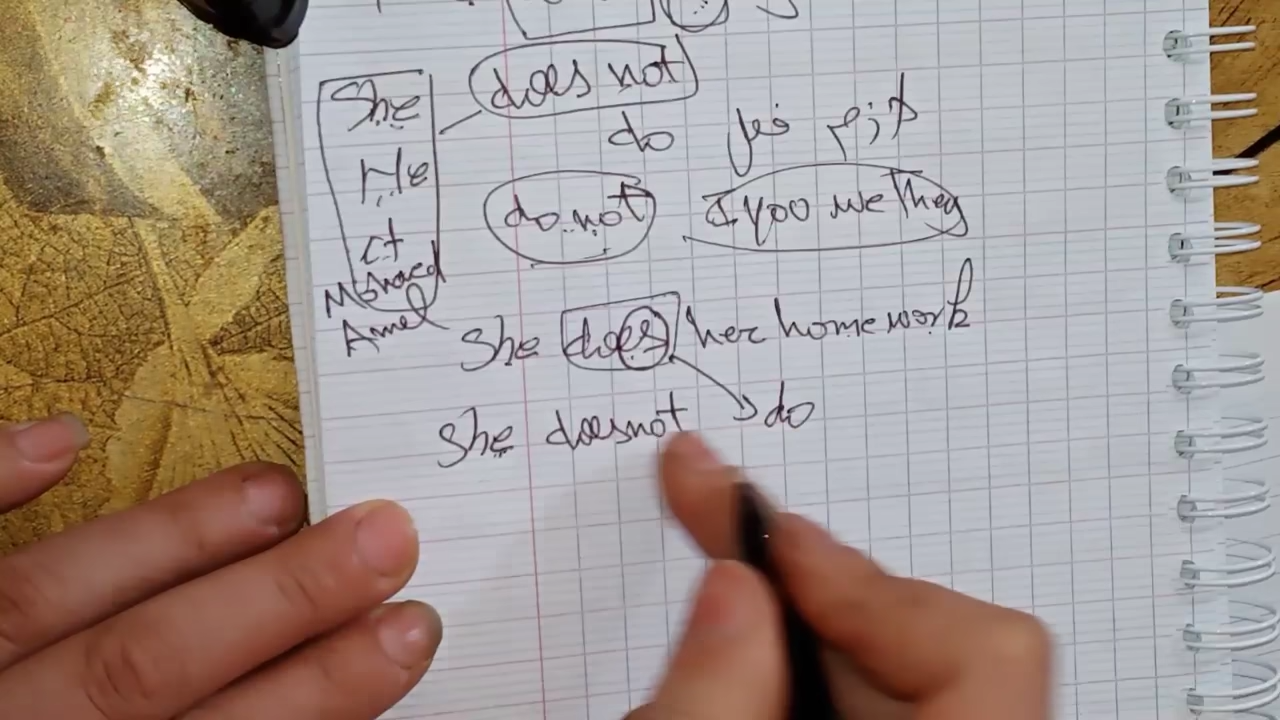 She does not
do فعل لازم
He do not I you we they
it
Mohamed
Amel She does her homework
She does not do